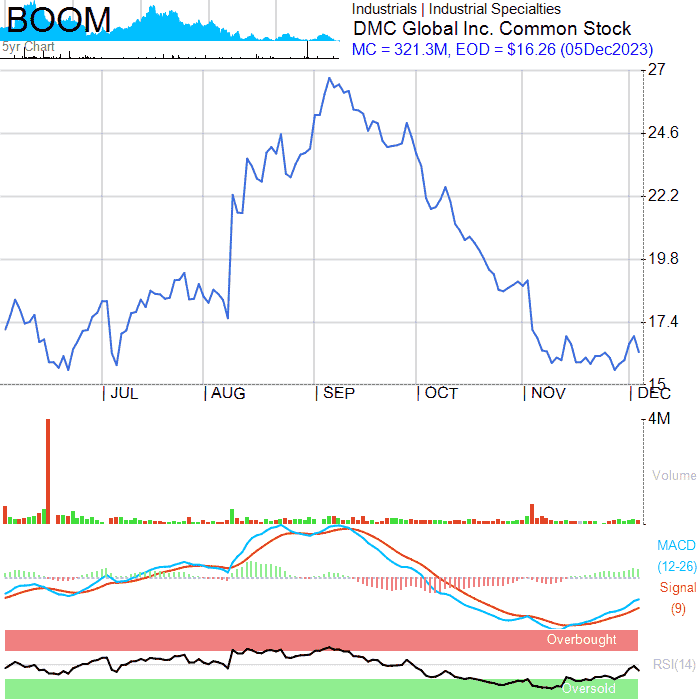 BOOM
5yr Chart
Industrials | Industrial Specialties
DMC Global Inc. Common Stock
MC = 321.3M, EOD = $16.26 (05Dec2023)
27
24.6
22.2
19.8
17.4
15
| JUL | AUG | SEP | OCT | NOV | DEC
4M
Volume
MACD
(12-26)
Signal
(9)
Overbought
RSI(14)
Oversold